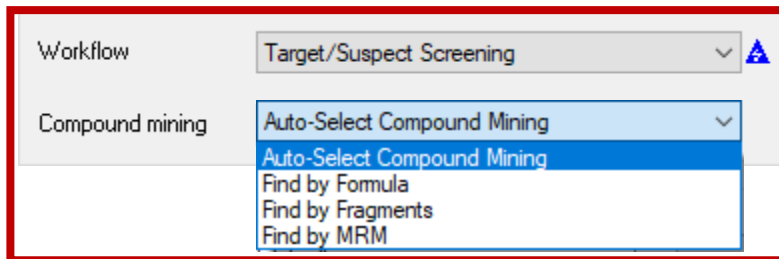 Workflow
Target/Suspect Screening
Compound mining
Auto-Select Compound Mining
Auto-Select Compound Mining
Find by Formula
Find by Fragments
Find by MRM